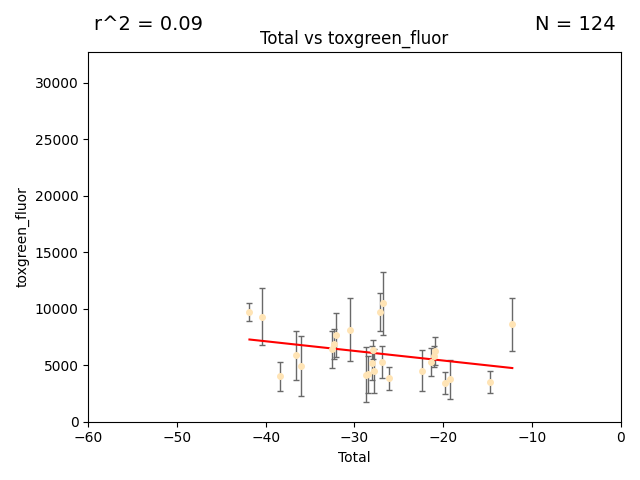 r^2 = 0.09
N = 124
Total vs toxgreen_fluor
30000
25000
20000
15000
10000
5000
0
toxgreen_fluor
−60
−50
−40
−30
−20
−10
0
Total